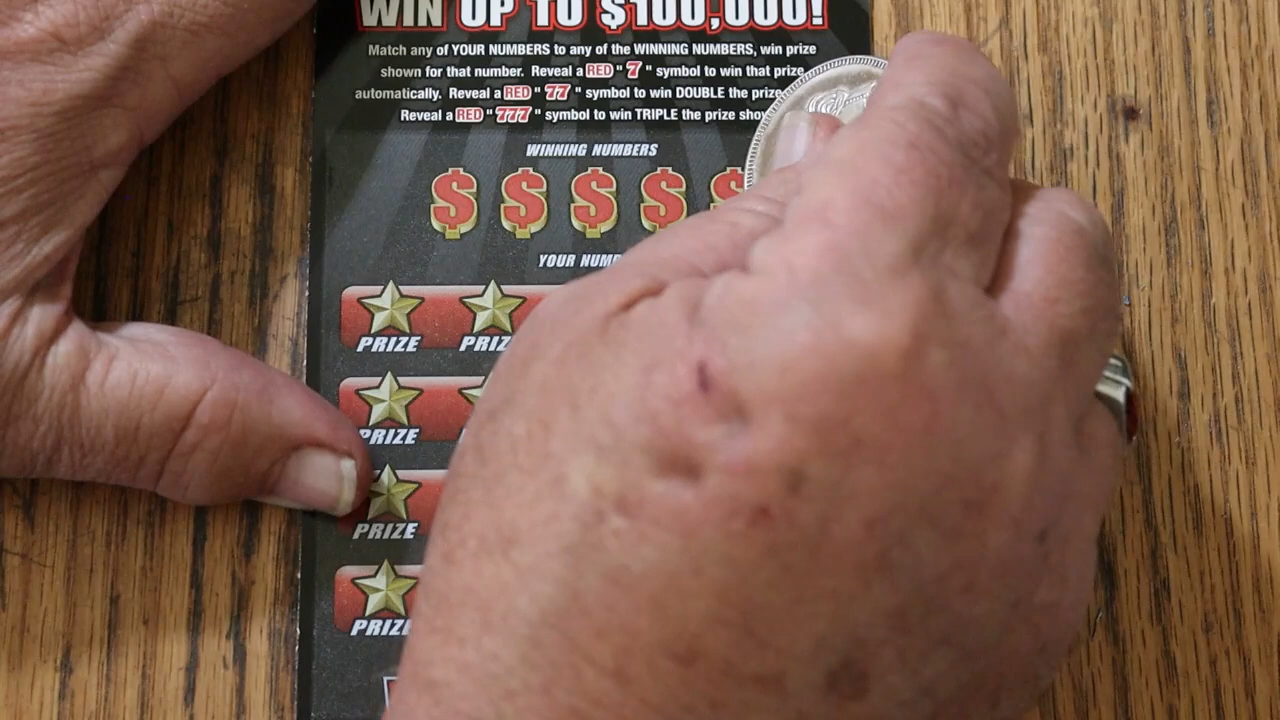 WIN UP TO $100,000!
Match any of YOUR NUMBERS to any of the WINNING NUMBERS, win prize
shown for that number. Reveal a RED "7" symbol to win that prize
automatically. Reveal a RED "77" symbol to win DOUBLE the prize
Reveal a RED "777" symbol to win TRIPLE the prize
WINNING NUMBERS
$ $ $ $ $
YOUR
PRIZE PRIZ
PRIZE
PRIZE
PRIZE